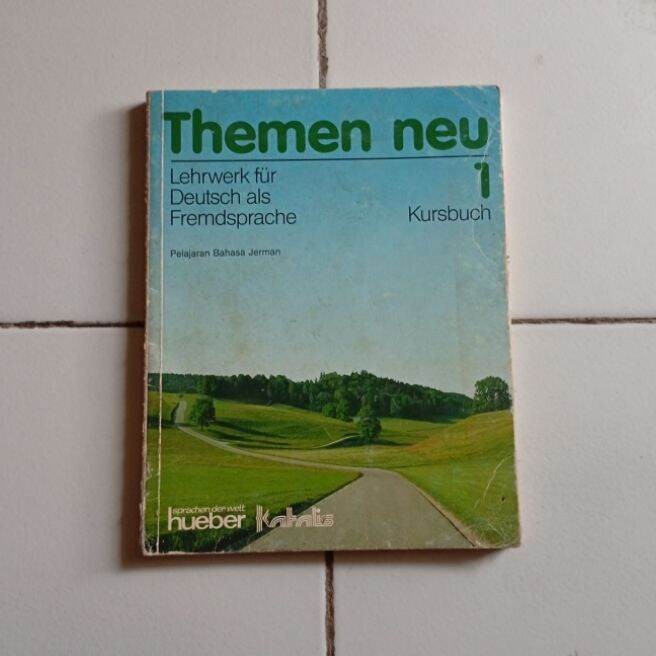 Themen neu
1
Lehrwerk für
Deutsch als
Fremdsprache
Kursbuch
Pelajaran Bahasa Jerman
sprachen der welt
hueber
Katalis